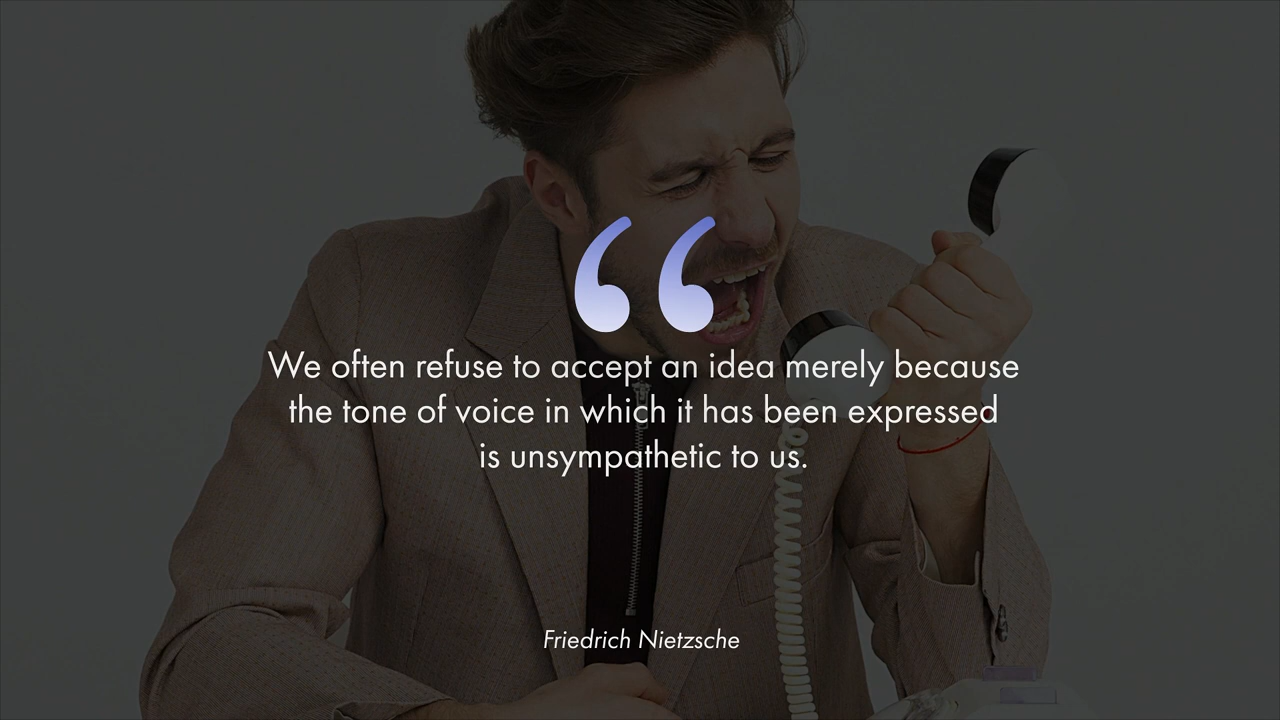 “
We often refuse to accept an idea merely because
the tone of voice in which it has been expressed
is unsympathetic to us.
Friedrich Nietzsche